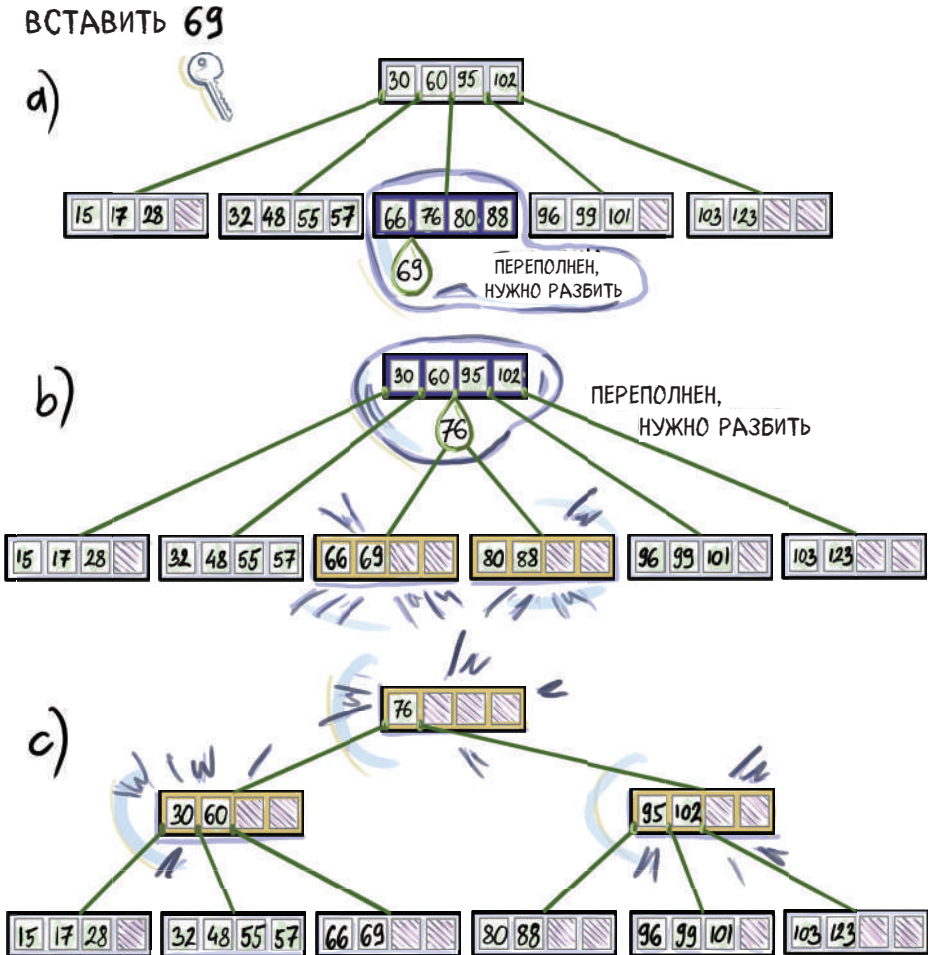 ВСТАВИТЬ 69
a)
30 60 95 102
15 17 28
32 48 55 57
66 76 80 88
96 99 101
103 123
69
ПЕРЕПОЛНЕН,
НУЖНО РАЗБИТЬ
b)
30 60 95 102
76
ПЕРЕПОЛНЕН,
НУЖНО РАЗБИТЬ
15 17 28
32 48 55 57
66 69
80 88
96 99 101
103 123
c)
76
30 60
95 102
15 17 28
32 48 55 57
66 69
80 88
96 99 101
103 123